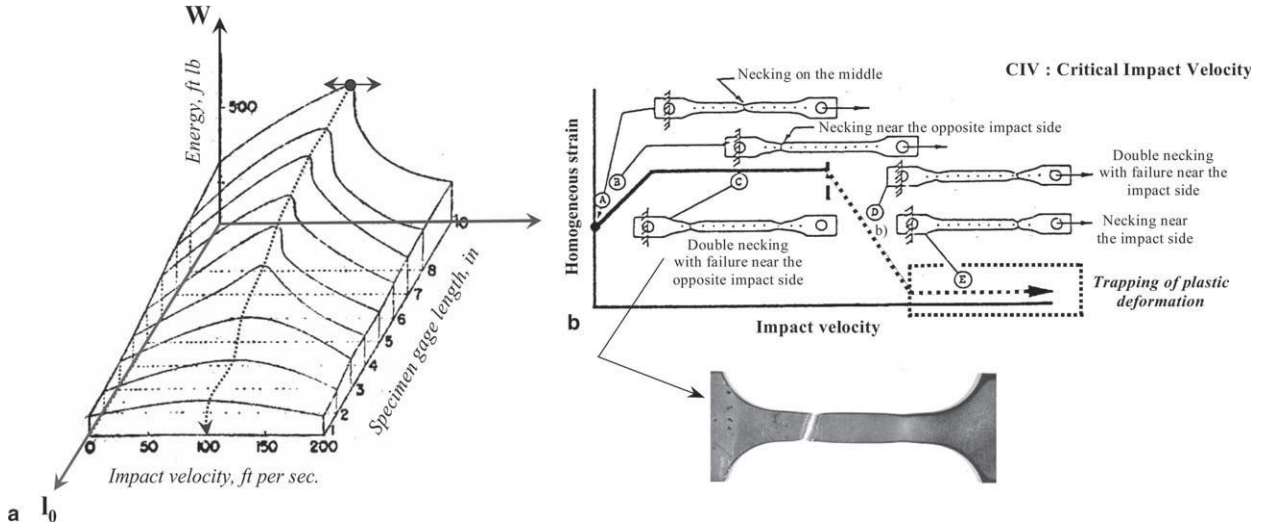 W
Energy, ft lb
500
10
8
7
6
5
4
3
2
1
Specimen gage length. in
0
50
100
150
200
Impact velocity, ft per sec.
l₀
a
CIV : Critical Impact Velocity
Necking on the middle
Necking near the opposite impact side
Double necking
with failure near the
impact side
Necking near
the impact side
A
B
C
D
b)
E
Double necking
with failure near the
opposite impact side
Homogeneous strain
Trapping of plastic
deformation
b
Impact velocity